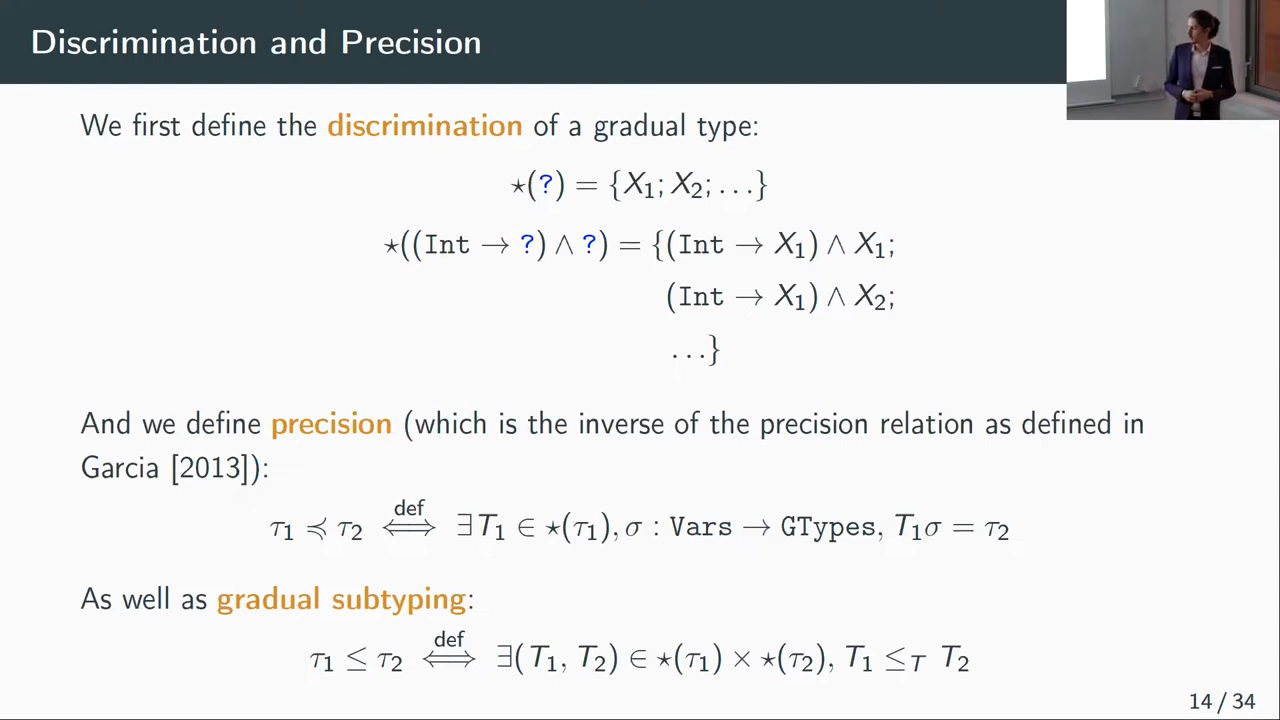 Discrimination and Precision
We first define the discrimination of a gradual type:
⋆(?) = {X₁; X₂; …}
⋆((Int → ?) ∧ ?) = {(Int → X₁) ∧ X₁;
(Int → X₁) ∧ X₂;
…}
And we define precision (which is the inverse of the precision relation as defined in
Garcia [2013]):
τ₁ ≼ τ₂ ⟺def ∃T₁ ∈ ⋆(τ₁), σ : Vars → GTypes, T₁σ = τ₂
As well as gradual subtyping:
τ₁ ≤ τ₂ ⟺def ∃(T₁, T₂) ∈ ⋆(τ₁) × ⋆(τ₂), T₁ ≤_T T₂
14 / 34